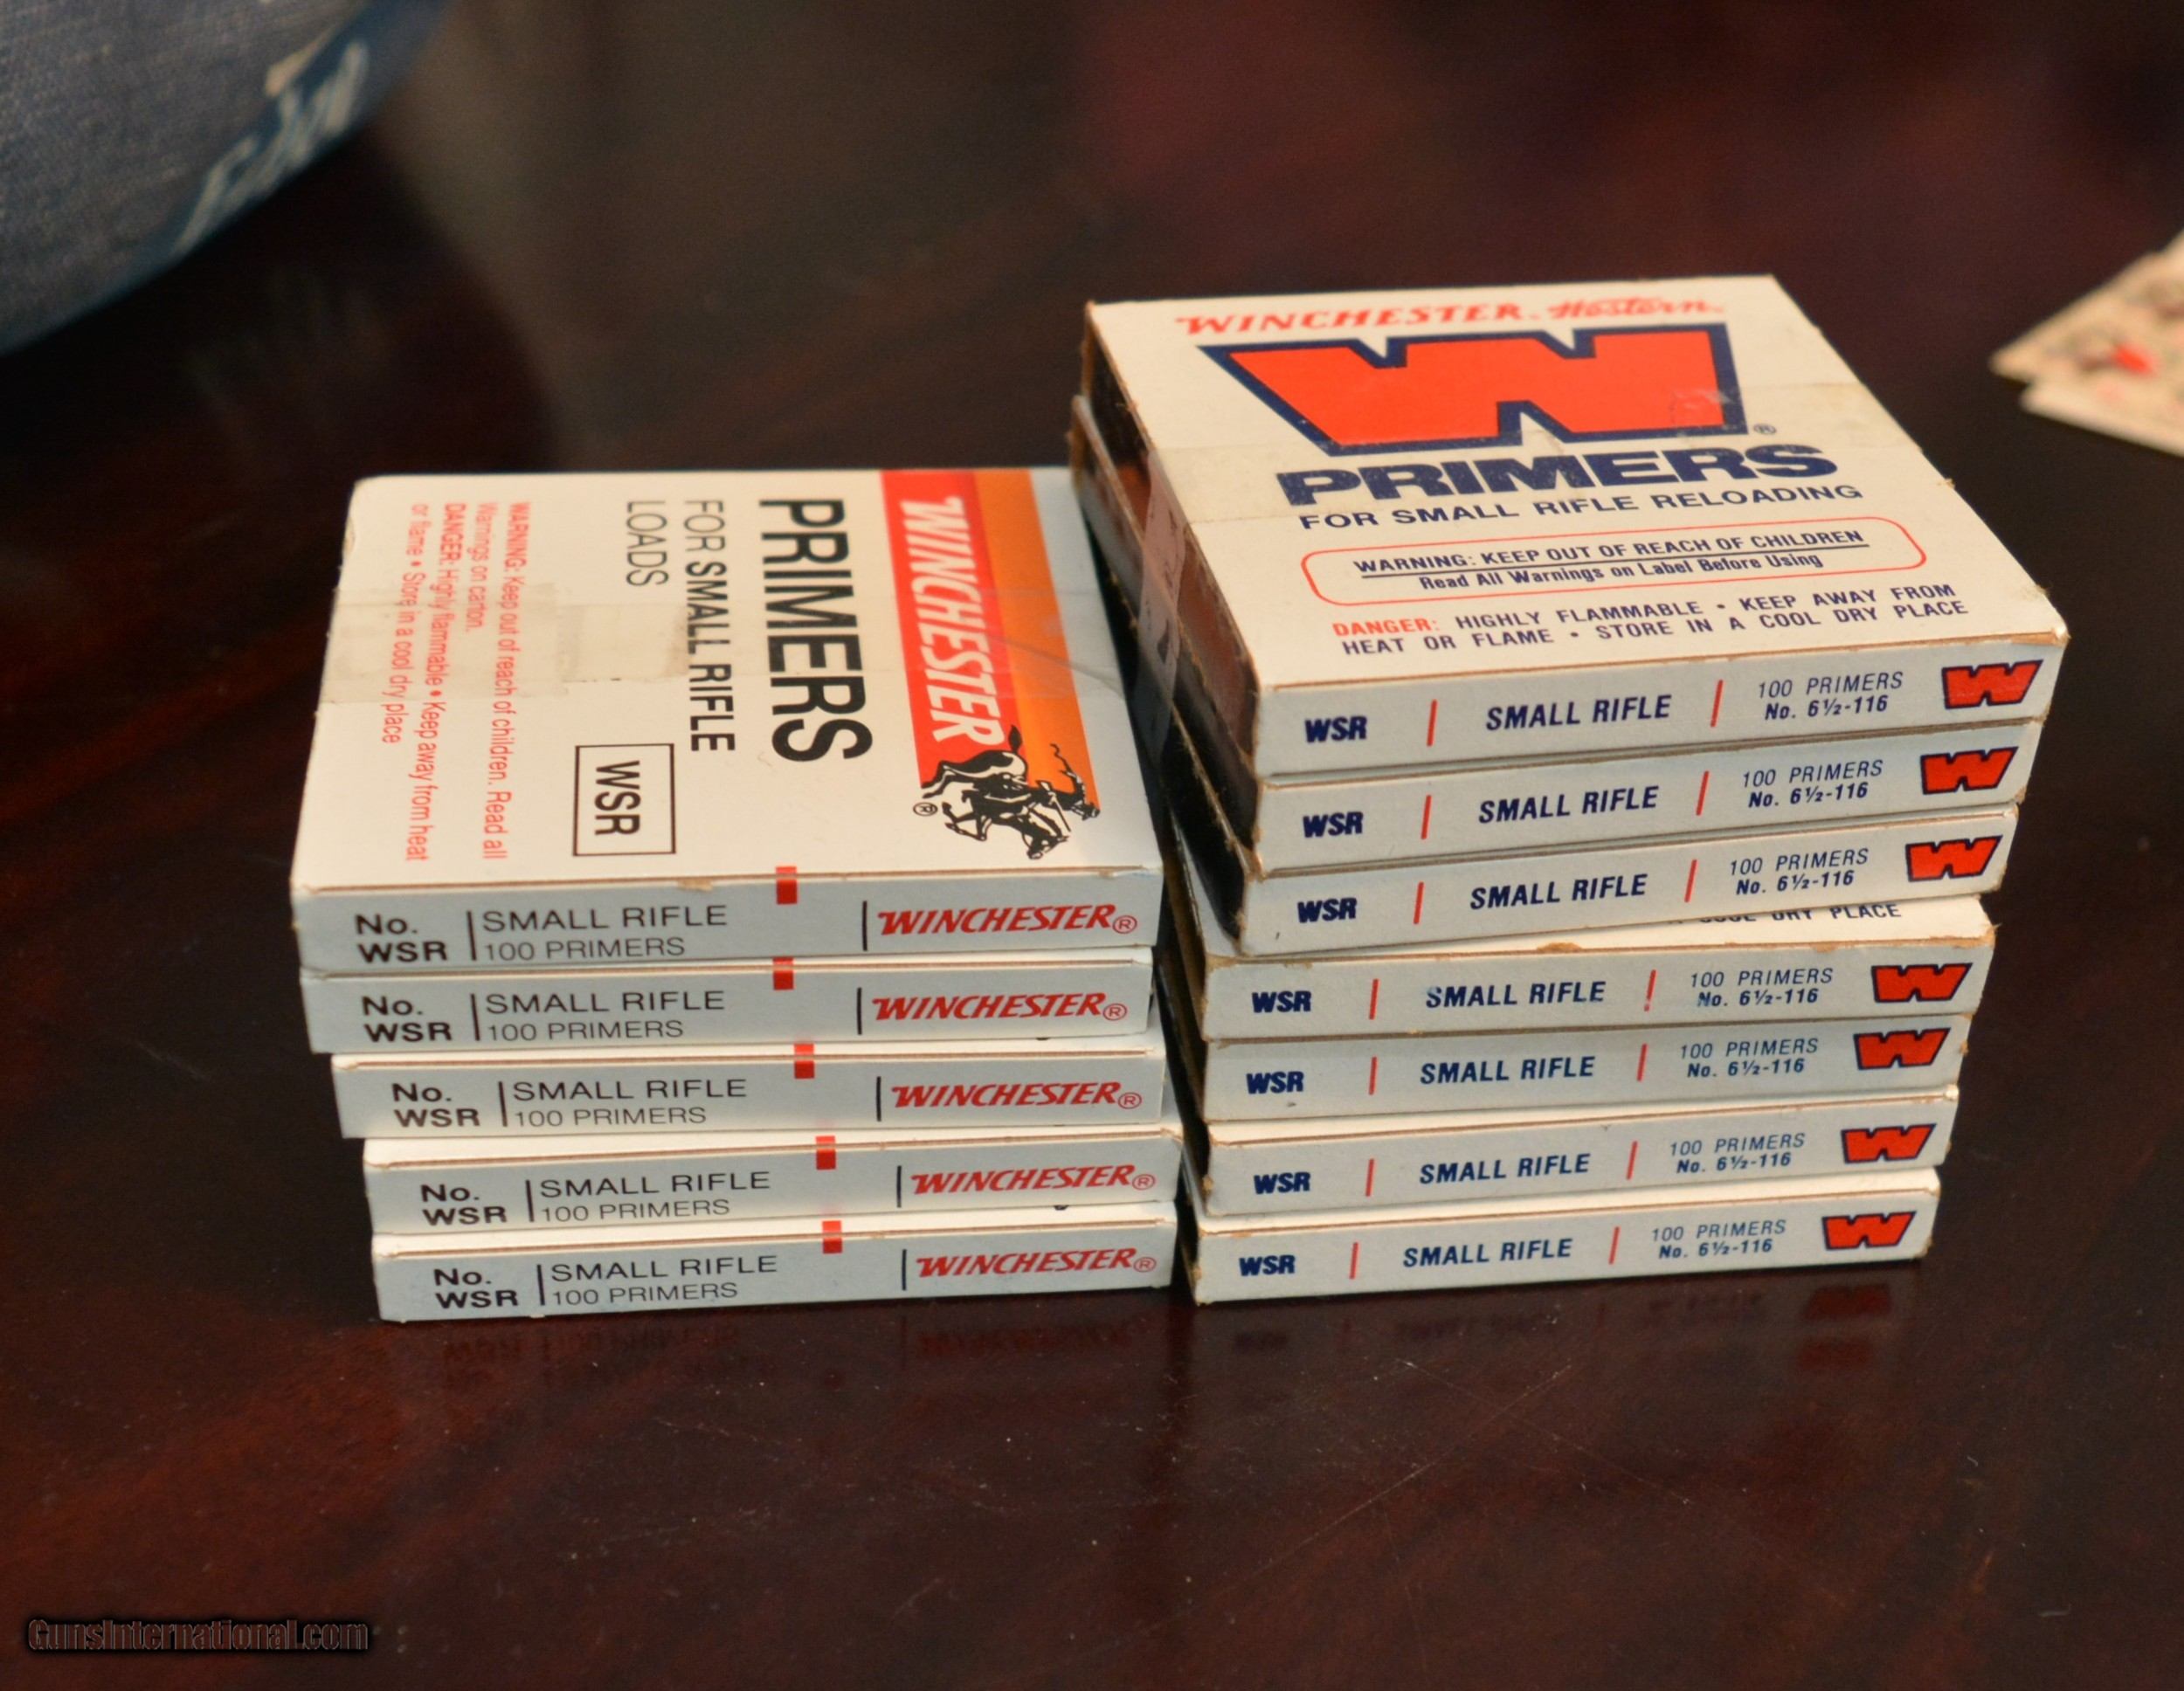 WINCHESTER
PRIMERS
FOR SMALL RIFLE
LOADS
WSR
WARNING: Keep out of reach of children. Read all
Warnings on carton.
DANGER: Highly flammable • Keep away from heat
or flame • Store in a cool dry place
®
No. WSR | SMALL RIFLE 100 PRIMERS | WINCHESTER®
No. WSR | SMALL RIFLE 100 PRIMERS | WINCHESTER®
No. WSR | SMALL RIFLE 100 PRIMERS | WINCHESTER®
No. WSR | SMALL RIFLE 100 PRIMERS | WINCHESTER®
No. WSR | SMALL RIFLE 100 PRIMERS | WINCHESTER®
WINCHESTER-Western
W®
PRIMERS
FOR SMALL RIFLE RELOADING
WARNING: KEEP OUT OF REACH OF CHILDREN
Read All Warnings on Label Before Using
DANGER: HIGHLY FLAMMABLE • KEEP AWAY FROM
HEAT OR FLAME • STORE IN A COOL DRY PLACE
WSR | SMALL RIFLE | 100 PRIMERS No. 6½-116 W
WSR | SMALL RIFLE | 100 PRIMERS No. 6½-116 W
WSR | SMALL RIFLE | 100 PRIMERS No. 6½-116 W
COOL DRY PLACE
WSR | SMALL RIFLE | 100 PRIMERS No. 6½-116 W
WSR | SMALL RIFLE | 100 PRIMERS No. 6½-116 W
WSR | SMALL RIFLE | 100 PRIMERS No. 6½-116 W
WSR | SMALL RIFLE | 100 PRIMERS No. 6½-116 W
GunsInternational.com